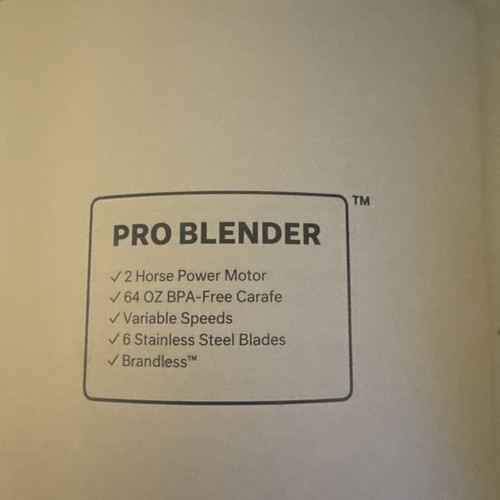 TM
PRO BLENDER
✓ 2 Horse Power Motor
✓ 64 OZ BPA-Free Carafe
✓ Variable Speeds
✓ 6 Stainless Steel Blades
✓ Brandless™